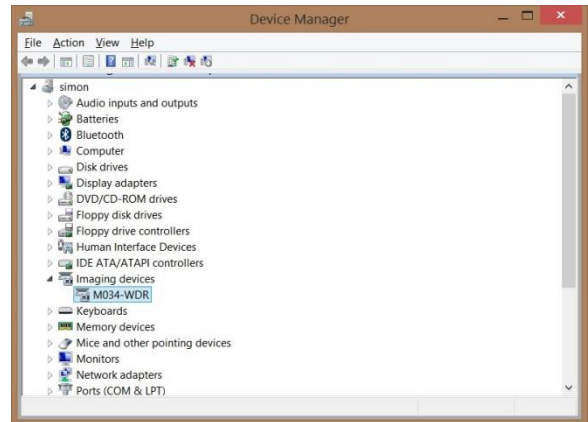 Device Manager
File Action View Help
simon
Audio inputs and outputs
Batteries
Bluetooth
Computer
Disk drives
Display adapters
DVD/CD-ROM drives
Floppy disk drives
Floppy drive controllers
Human Interface Devices
IDE ATA/ATAPI controllers
Imaging devices
M034-WDR
Keyboards
Memory devices
Mice and other pointing devices
Monitors
Network adapters
Ports (COM & LPT)